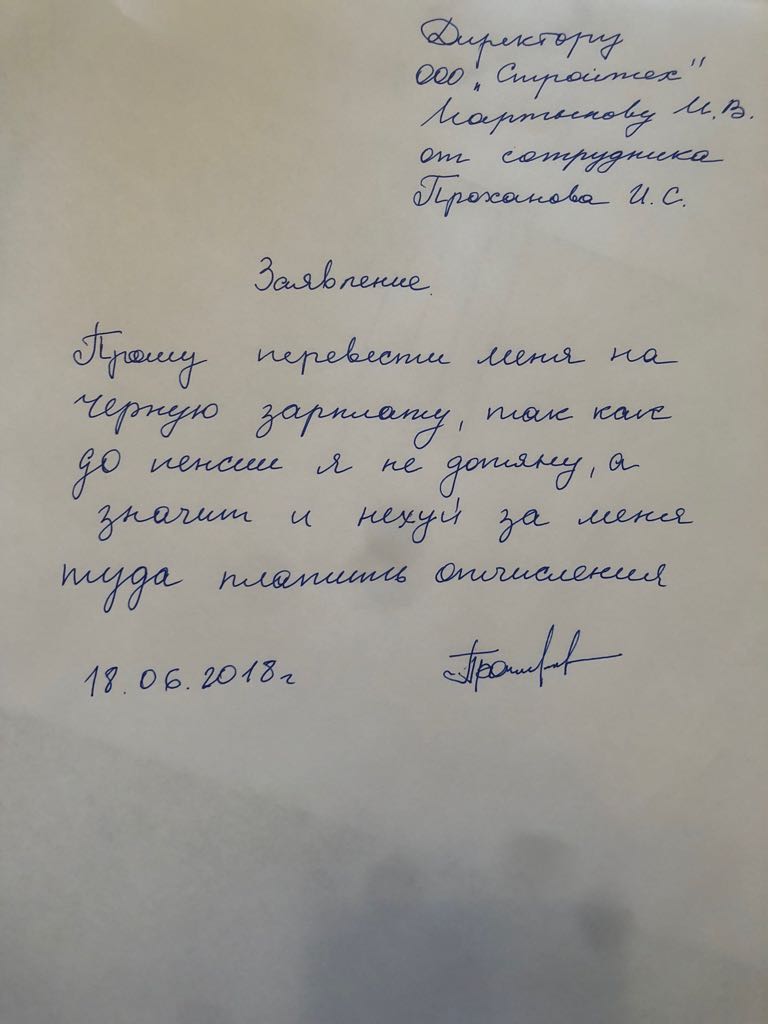 Директору
ООО „Стройтех"
Мартынову И.В.
от сотрудника
Проханова И.С.
Заявление.
Прошу перевести меня на
черную зарплату, так как
до пенсии я не дотяну, а
значит и нехуй за меня
туда платить отчисления
18.06.2018г